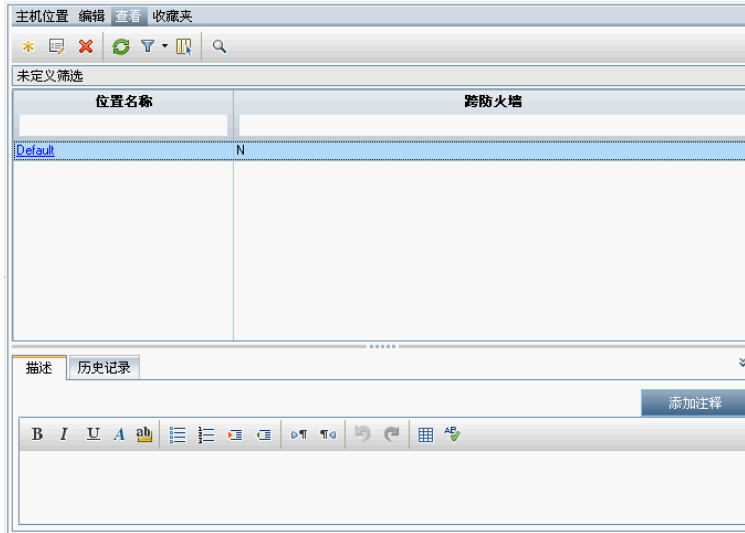 主机位置 编辑 查看 收藏夹
未定义筛选
位置名称 跨防火墙
Default N
描述 历史记录
添加注释
B I U A ab